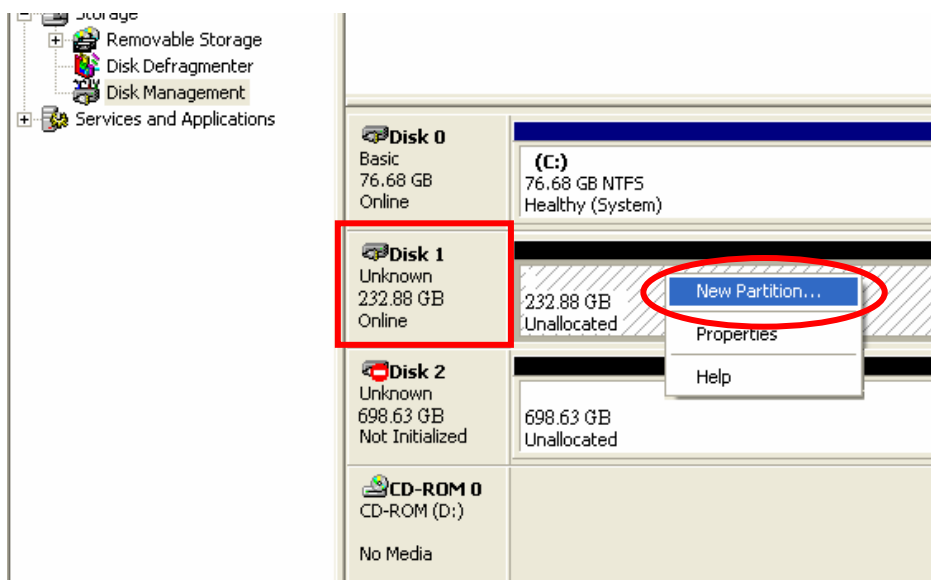 Storage
Removable Storage
Disk Defragmenter
Disk Management
Services and Applications
Disk 0
Basic
76.68 GB
Online
(C:)
76.68 GB NTFS
Healthy (System)
Disk 1
Unknown
232.88 GB
Online
232.88 GB
Unallocated
New Partition...
Properties
Help
Disk 2
Unknown
698.63 GB
Not Initialized
698.63 GB
Unallocated
CD-ROM 0
CD-ROM (D:)
No Media